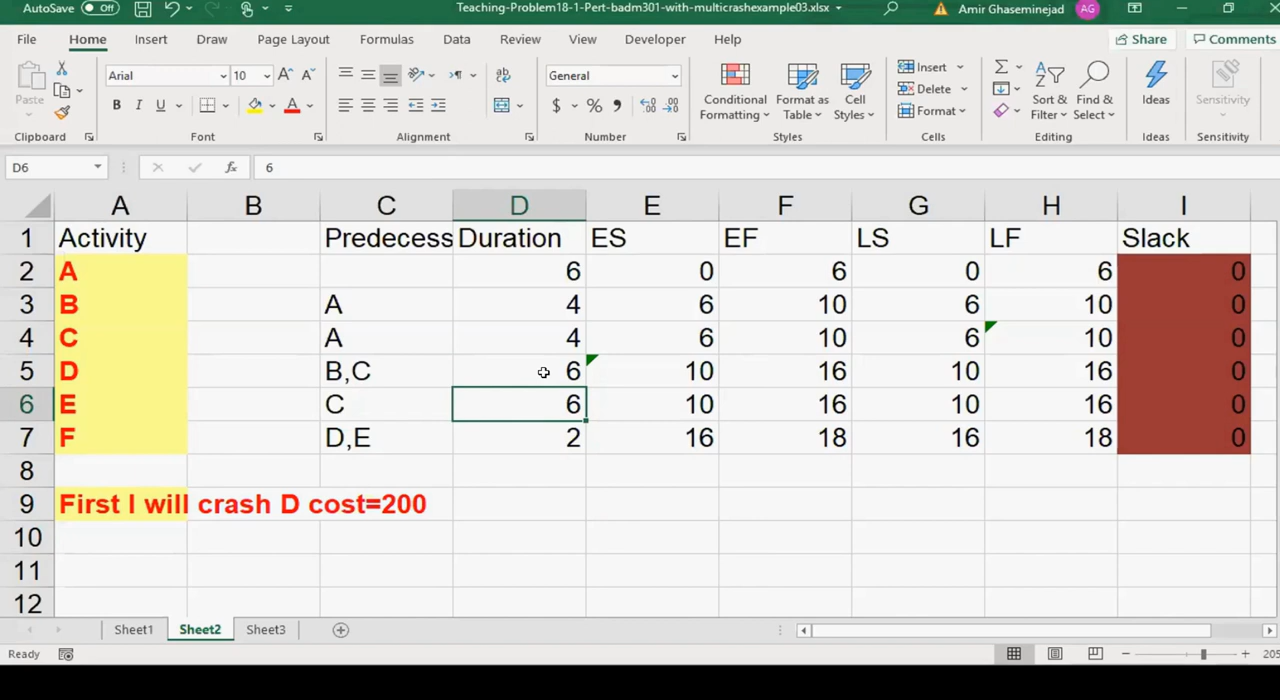 AutoSave Off Teaching-Problem18-1-Pert-badm301-with-multicrashexample03.xlsx Amir Ghaseminejad AG
File Home Insert Draw Page Layout Formulas Data Review View Developer Help Share Comments
Paste Arial 10 General Conditional Formatting Format as Table Cell Styles Insert Delete Format Sort & Filter Find & Select Ideas Sensitivity
Clipboard Font Alignment Number Styles Cells Editing Ideas Sensitivity
D6 fx 6
A B C D E F G H I
1 Activity Predecess Duration ES EF LS LF Slack
2 A 6 0 6 0 6 0
3 B A 4 6 10 6 10 0
4 C A 4 6 10 6 10 0
5 D B,C 6 10 16 10 16 0
6 E C 6 10 16 10 16 0
7 F D,E 2 16 18 16 18 0
8
9 First I will crash D cost=200
10
11
12
Sheet1 Sheet2 Sheet3
Ready 205